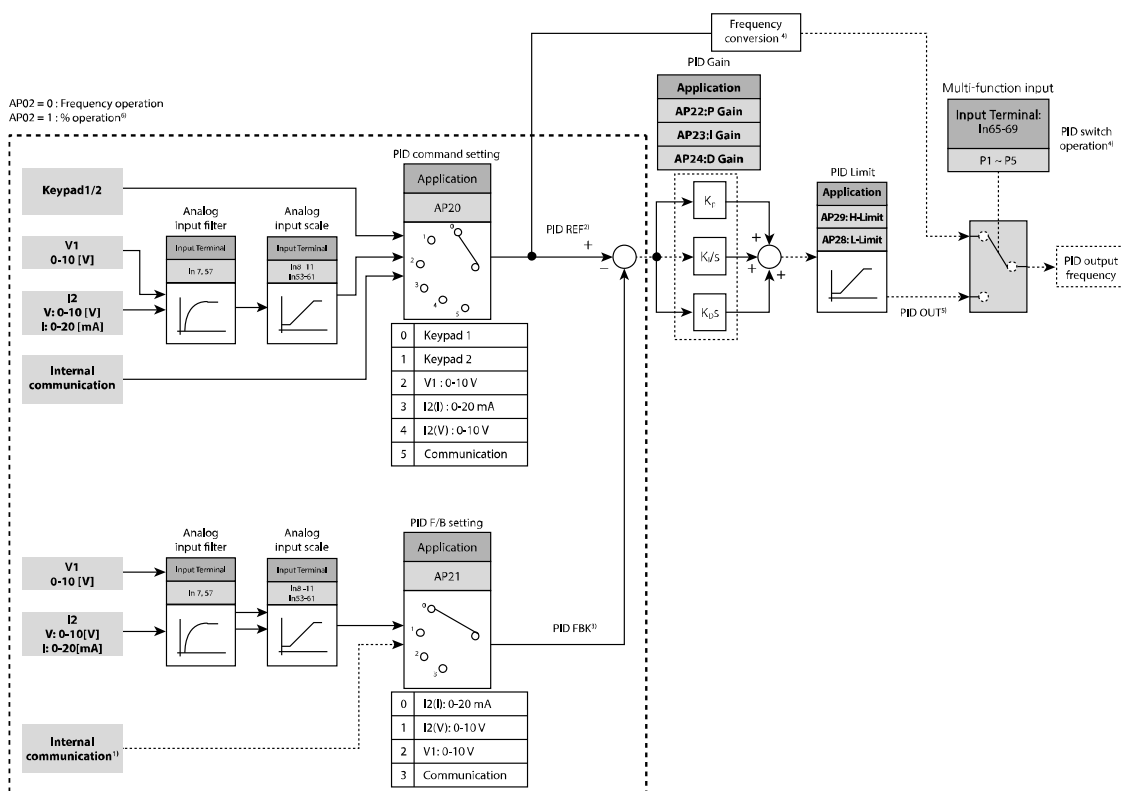 Frequency
conversion 4)
PID Gain
Application
AP22:P Gain
AP23:I Gain
AP24:D Gain
AP02 = 0 : Frequency operation
AP02 = 1 : % operation6)
Multi-function input
Input Terminal:
In65-69
P1 ~ P5
PID switch
operation4)
PID command setting
Application
AP20
0
1
2
3
4
5
Keypad1/2
Analog
input filter
Input Terminal
In 7, 57
Analog
input scale
Input Terminal
In8 -11
In53-61
V1
0-10 [V]
I2
V: 0-10 [V]
I: 0-20 [mA]
Internal
communication
0 Keypad 1
1 Keypad 2
2 V1 : 0-10 V
3 I2(I) : 0-20 mA
4 I2(V) : 0-10 V
5 Communication
PID REF2)
+
−
KP
KI/s
KDs
+
+
+
PID Limit
Application
AP29: H-Limit
AP28: L-Limit
PID OUT5)
PID output
frequency
PID F/B setting
Application
AP21
0
1
2
5
Analog
input filter
Input Terminal
In 7, 57
Analog
input scale
Input Terminal
In8 -11
In53-61
V1
0-10 [V]
I2
V: 0-10[V]
I: 0-20[mA]
Internal
communication1)
PID FBK3)
0 I2(I): 0-20 mA
1 I2(V): 0-10 V
2 V1: 0-10 V
3 Communication